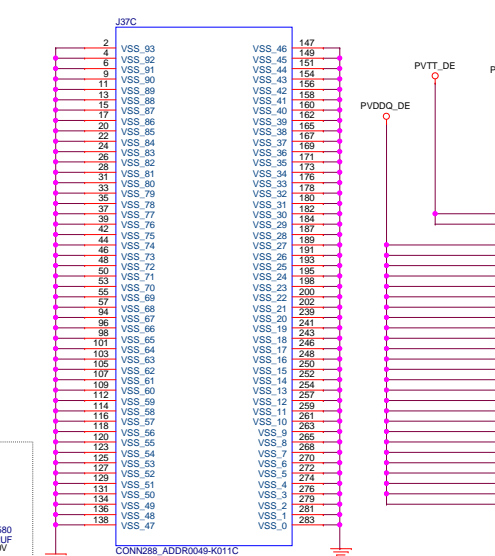 J37C
PVTT_DE
P
PVDDQ_DE
2 VSS_93 VSS_46 147
4 VSS_92 VSS_45 149
6 VSS_91 VSS_44 151
9 VSS_90 VSS_43 154
11 VSS_89 VSS_42 156
13 VSS_88 VSS_41 158
15 VSS_87 VSS_40 160
17 VSS_86 VSS_39 162
20 VSS_85 VSS_38 165
22 VSS_84 VSS_37 167
24 VSS_83 VSS_36 169
26 VSS_82 VSS_35 171
28 VSS_81 VSS_34 173
31 VSS_80 VSS_33 176
33 VSS_79 VSS_32 178
35 VSS_78 VSS_31 180
37 VSS_77 VSS_30 182
39 VSS_76 VSS_29 184
42 VSS_75 VSS_28 187
44 VSS_74 VSS_27 189
46 VSS_73 VSS_26 191
48 VSS_72 VSS_25 193
50 VSS_71 VSS_24 195
53 VSS_70 VSS_23 198
55 VSS_69 VSS_22 200
57 VSS_68 VSS_21 202
94 VSS_67 VSS_20 239
96 VSS_66 VSS_19 241
98 VSS_65 VSS_18 243
101 VSS_64 VSS_17 246
103 VSS_63 VSS_16 248
105 VSS_62 VSS_15 250
107 VSS_61 VSS_14 252
109 VSS_60 VSS_13 254
112 VSS_59 VSS_12 257
114 VSS_58 VSS_11 259
116 VSS_57 VSS_10 261
118 VSS_56 VSS_9 263
120 VSS_55 VSS_8 265
123 VSS_54 VSS_7 268
125 VSS_53 VSS_6 270
127 VSS_52 VSS_5 272
129 VSS_51 VSS_4 274
131 VSS_50 VSS_3 276
134 VSS_49 VSS_2 279
136 VSS_48 VSS_1 281
138 VSS_47 VSS_0 283
CONN288_ADDR0049-K011C
580
UF